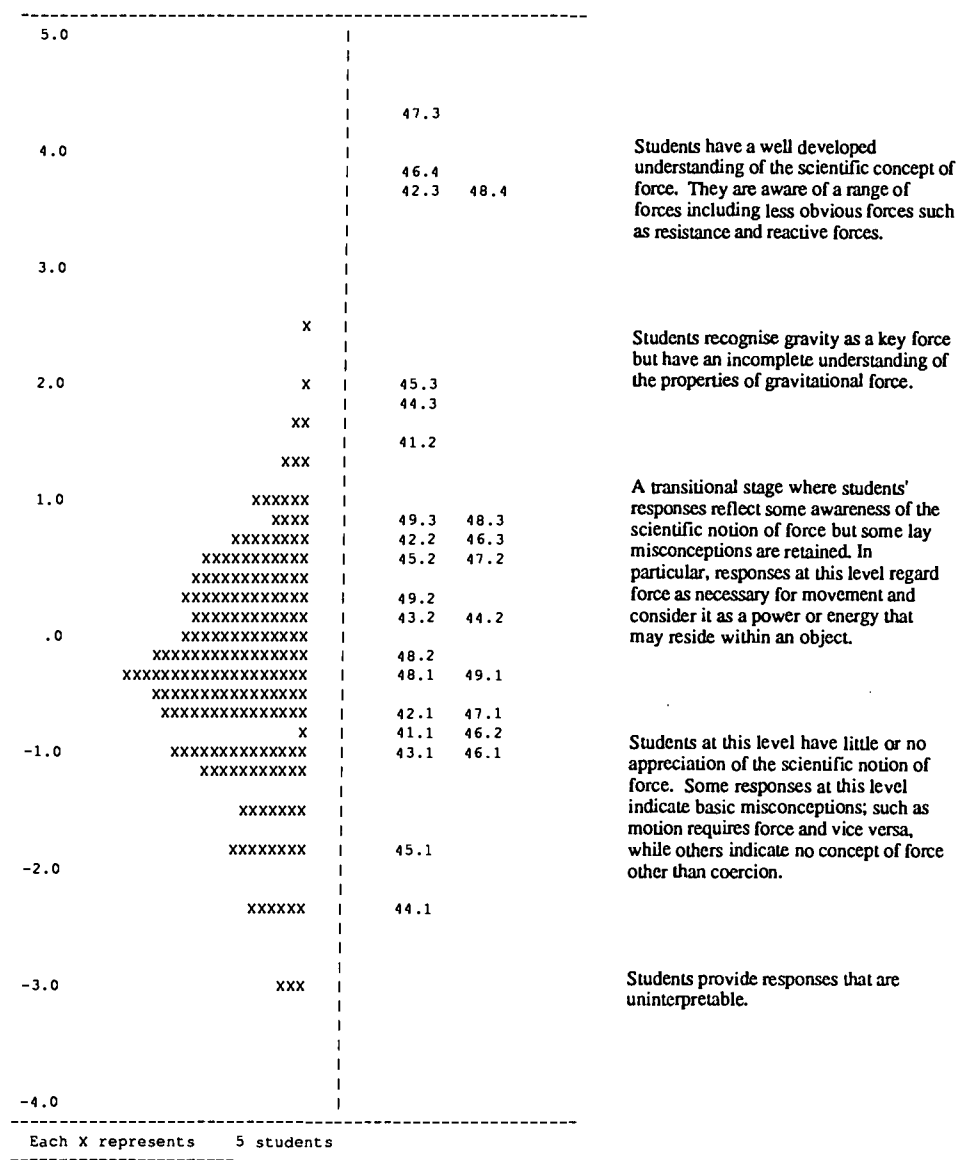 5.0
47.3
4.0
46.4
42.3 48.4
3.0
X
2.0 X 45.3
44.3
XX
41.2
XXX
1.0 XXXXXX
XXXX 49.3 48.3
XXXXXXXX 42.2 46.3
XXXXXXXXXXX 45.2 47.2
XXXXXXXXXXXX
XXXXXXXXXXXXX 49.2
XXXXXXXXXXXX 43.2 44.2
.0 XXXXXXXXXXXXX
XXXXXXXXXXXXXXXX 48.2
XXXXXXXXXXXXXXXXXXX 48.1 49.1
XXXXXXXXXXXXXXXX
XXXXXXXXXXXXXXX 42.1 47.1
X 41.1 46.2
-1.0 XXXXXXXXXXXXXX 43.1 46.1
XXXXXXXXXXX
XXXXXXX
XXXXXXXX 45.1
-2.0
XXXXXX 44.1
-3.0 XXX
-4.0
Each X represents 5 students
Students have a well developed
understanding of the scientific concept of
force. They are aware of a range of
forces including less obvious forces such
as resistance and reactive forces.
Students recognise gravity as a key force
but have an incomplete understanding of
the properties of gravitational force.
A transitional stage where students'
responses reflect some awareness of the
scientific notion of force but some lay
misconceptions are retained. In
particular, responses at this level regard
force as necessary for movement and
consider it as a power or energy that
may reside within an object.
Students at this level have little or no
appreciation of the scientific notion of
force. Some responses at this level
indicate basic misconceptions; such as
motion requires force and vice versa,
while others indicate no concept of force
other than coercion.
Students provide responses that are
uninterpretable.